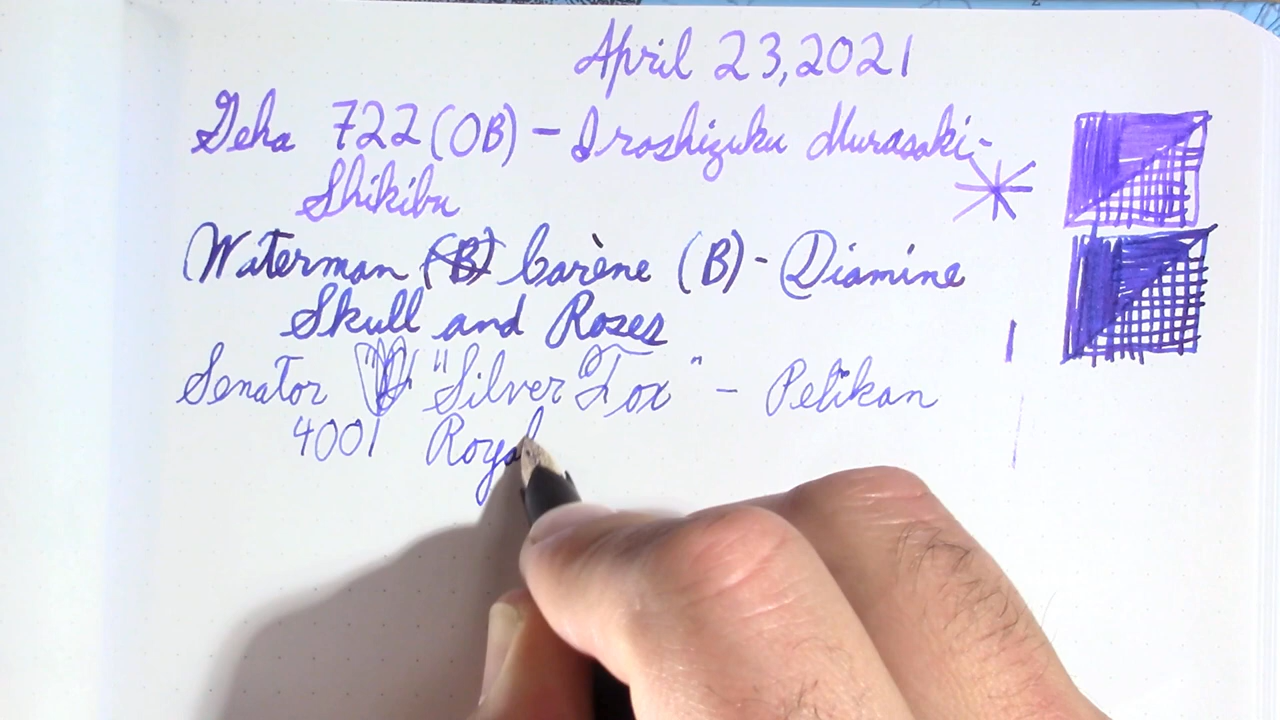 April 23, 2021
Geha 722 (OB) – Iroshizuku Murasaki-
Shikibu
Waterman (B) Carène (B) - Diamine
Skull and Roses
Senator "Silver Fox" – Pelikan
4001 Royal